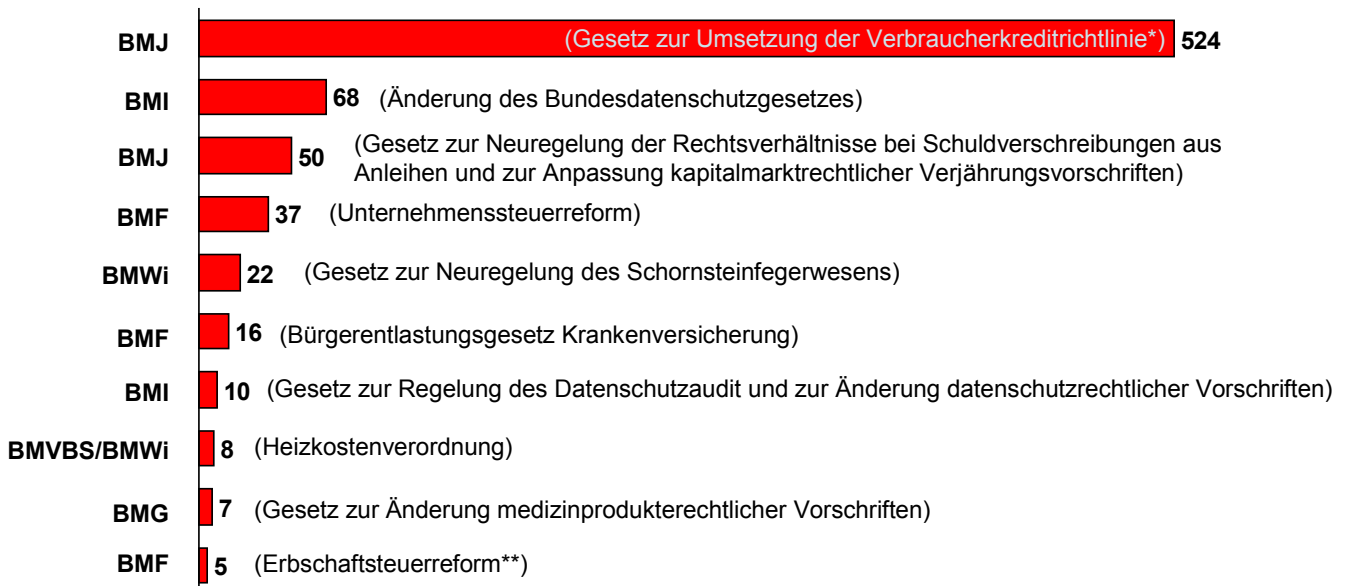 BMJ (Gesetz zur Umsetzung der Verbraucherkreditrichtlinie*) 524
BMI 68 (Änderung des Bundesdatenschutzgesetzes)
BMJ 50 (Gesetz zur Neuregelung der Rechtsverhältnisse bei Schuldverschreibungen aus
Anleihen und zur Anpassung kapitalmarktrechtlicher Verjährungsvorschriften)
BMF 37 (Unternehmenssteuerreform)
BMWi 22 (Gesetz zur Neuregelung des Schornsteinfegerwesens)
BMF 16 (Bürgerentlastungsgesetz Krankenversicherung)
BMI 10 (Gesetz zur Regelung des Datenschutzaudit und zur Änderung datenschutzrechtlicher Vorschriften)
BMVBS/BMWi 8 (Heizkostenverordnung)
BMG 7 (Gesetz zur Änderung medizinprodukterechtlicher Vorschriften)
BMF 5 (Erbschaftsteuerreform**)